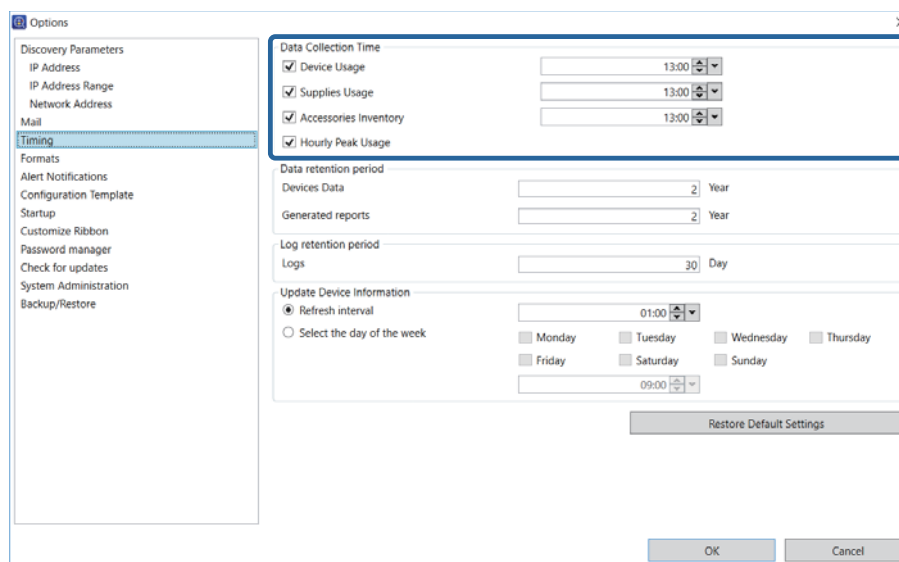 Options
Discovery Parameters
IP Address
IP Address Range
Network Address
Mail
Timing
Formats
Alert Notifications
Configuration Template
Startup
Customize Ribbon
Password manager
Check for updates
System Administration
Backup/Restore
Data Collection Time
Device Usage 13:00
Supplies Usage 13:00
Accessories Inventory 13:00
Hourly Peak Usage
Data retention period
Devices Data 2 Year
Generated reports 2 Year
Log retention period
Logs 30 Day
Update Device Information
Refresh interval 01:00
Select the day of the week
Monday Tuesday Wednesday Thursday
Friday Saturday Sunday
09:00
Restore Default Settings
OK Cancel